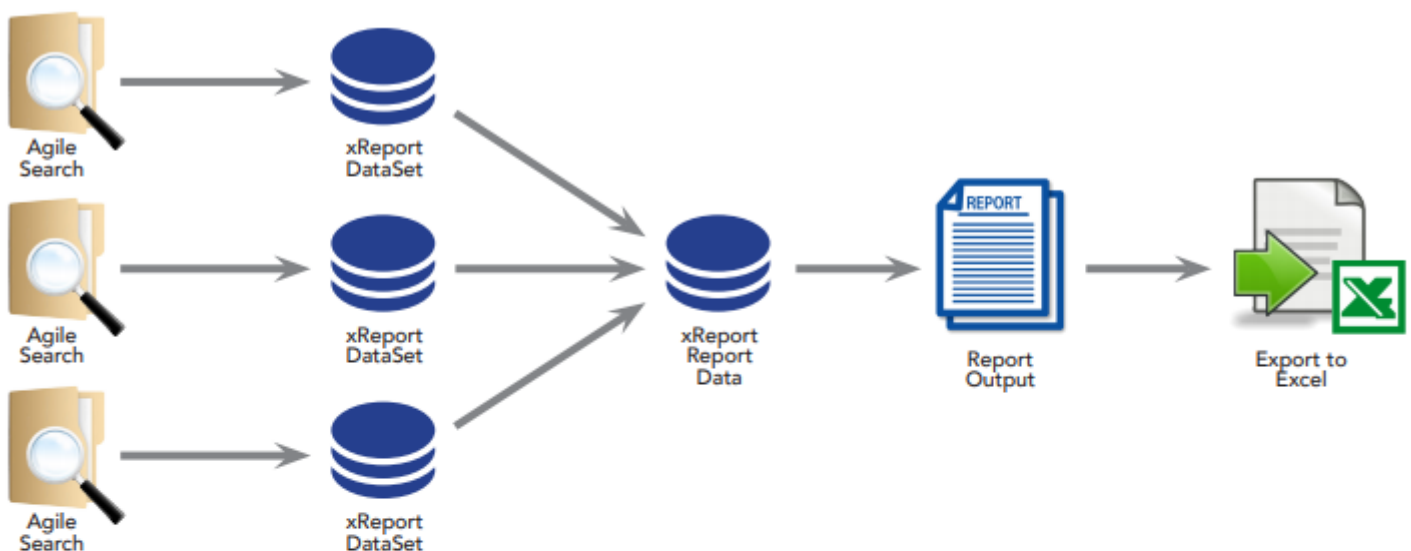 Agile
Search
xReport
DataSet
Agile
Search
xReport
DataSet
Agile
Search
xReport
DataSet
xReport
Report
Data
REPORT
Report
Output
Export to
Excel